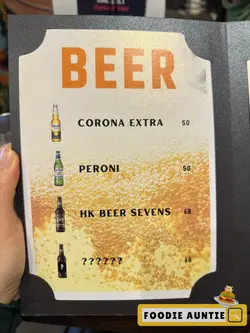 BEER
CORONA EXTRA 50
PERONI 50
HK BEER SEVENS 68
?????? 68
FOODIE AUNTIE